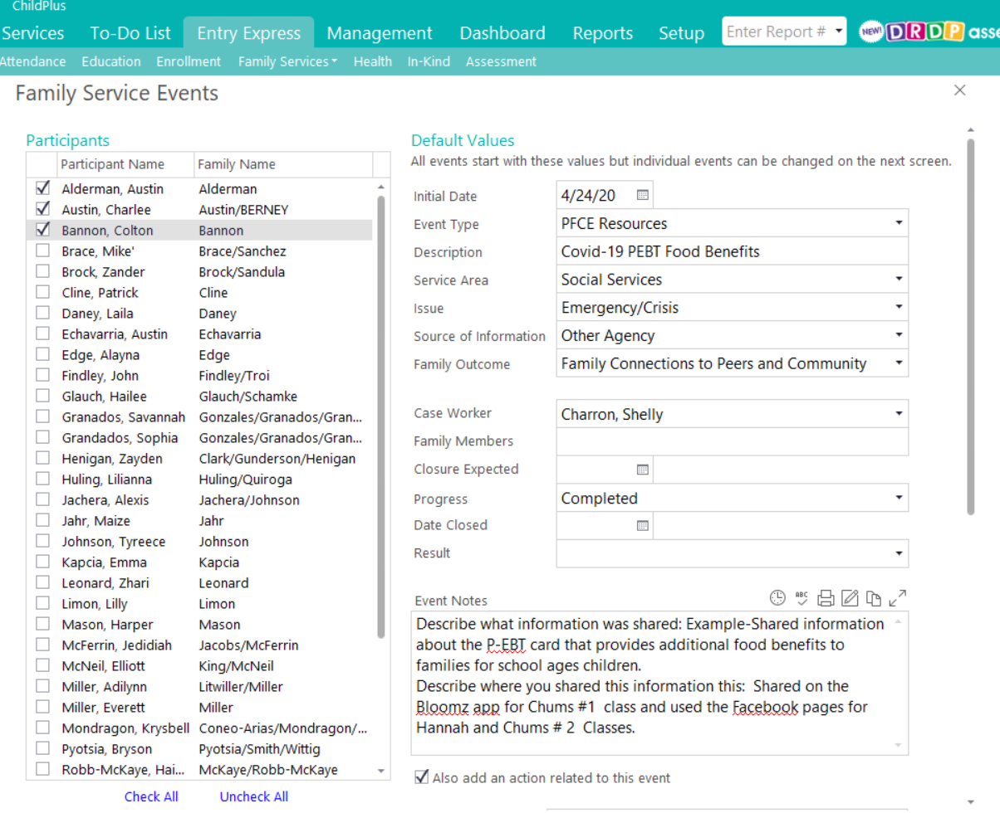 ChildPlus
Services To-Do List Entry Express Management Dashboard Reports Setup Enter Report # NEW! DRDP asse
Attendance Education Enrollment Family Services Health In-Kind Assessment
Family Service Events
Participants
Participant Name Family Name
Alderman, Austin Alderman
Austin, Charlee Austin/BERNEY
Bannon, Colton Bannon
Brace, Mike' Brace/Sanchez
Brock, Zander Brock/Sandula
Cline, Patrick Cline
Daney, Laila Daney
Echavarria, Austin Echavarria
Edge, Alayna Edge
Findley, John Findley/Troi
Glauch, Hailee Glauch/Schamke
Granados, Savannah Gonzales/Granados/Gran...
Grandados, Sophia Gonzales/Granados/Gran...
Henigan, Zayden Clark/Gunderson/Henigan
Huling, Lilianna Huling/Quiroga
Jachera, Alexis Jachera/Johnson
Jahr, Maize Jahr
Johnson, Tyreece Johnson
Kapcia, Emma Kapcia
Leonard, Zhari Leonard
Limon, Lilly Limon
Mason, Harper Mason
McFerrin, Jedidiah Jacobs/McFerrin
McNeil, Elliott King/McNeil
Miller, Adilynn Litwiller/Miller
Miller, Everett Miller
Mondragon, Krysbell Coneo-Arias/Mondragon/...
Pyotsia, Bryson Pyotsia/Smith/Wittig
Robb-McKaye, Hai... McKaye/Robb-McKaye
Check All Uncheck All
Default Values
All events start with these values but individual events can be changed on the next screen.
Initial Date 4/24/20
Event Type PFCE Resources
Description Covid-19 PEBT Food Benefits
Service Area Social Services
Issue Emergency/Crisis
Source of Information Other Agency
Family Outcome Family Connections to Peers and Community
Case Worker Charron, Shelly
Family Members
Closure Expected
Progress Completed
Date Closed
Result
Event Notes ABC
Describe what information was shared: Example-Shared information
about the P-EBT card that provides additional food benefits to
families for school ages children.
Describe where you shared this information this: Shared on the
Bloomz app for Chums #1 class and used the Facebook pages for
Hannah and Chums # 2 Classes.
Also add an action related to this event